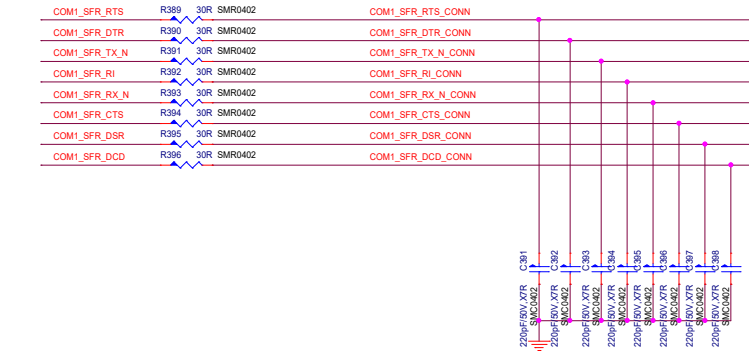 COM1_SFR_RTS R389 30R SMR0402 COM1_SFR_RTS_CONN
COM1_SFR_DTR R390 30R SMR0402 COM1_SFR_DTR_CONN
COM1_SFR_TX_N R391 30R SMR0402 COM1_SFR_TX_N_CONN
COM1_SFR_RI R392 30R SMR0402 COM1_SFR_RI_CONN
COM1_SFR_RX_N R393 30R SMR0402 COM1_SFR_RX_N_CONN
COM1_SFR_CTS R394 30R SMR0402 COM1_SFR_CTS_CONN
COM1_SFR_DSR R395 30R SMR0402 COM1_SFR_DSR_CONN
COM1_SFR_DCD R396 30R SMR0402 COM1_SFR_DCD_CONN
C391
220pF/50V,X7R
SMC0402
C392
220pF/50V,X7R
SMC0402
C393
220pF/50V,X7R
SMC0402
C394
220pF/50V,X7R
SMC0402
C395
220pF/50V,X7R
SMC0402
C396
220pF/50V,X7R
SMC0402
C397
220pF/50V,X7R
SMC0402
C398
220pF/50V,X7R
SMC0402